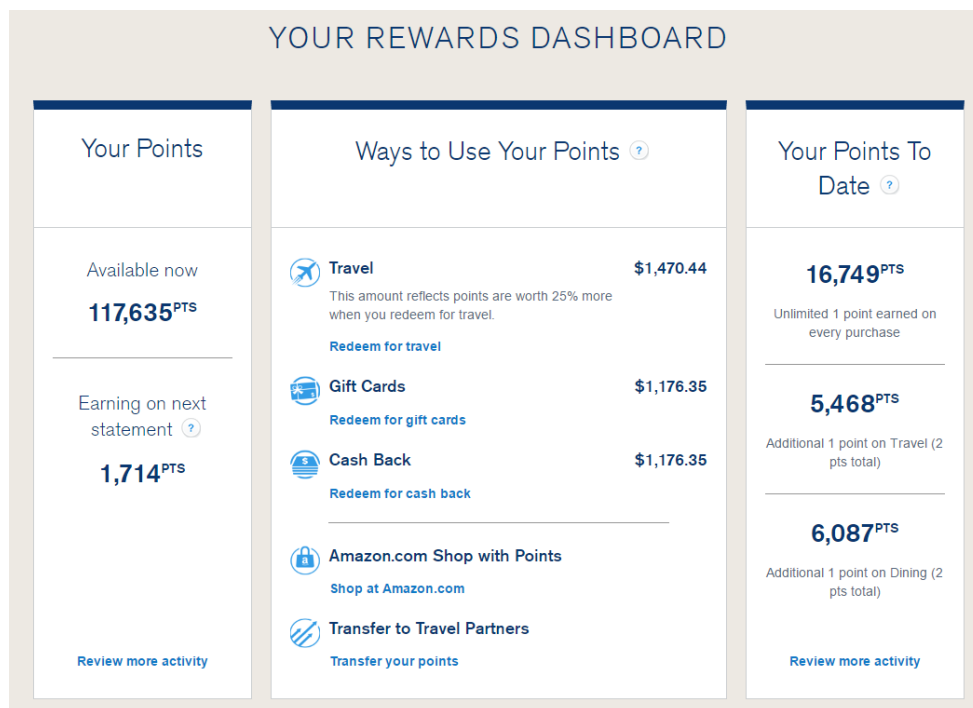 YOUR REWARDS DASHBOARD
Your Points
Available now
117,635PTS
Earning on next
statement ?
1,714PTS
Review more activity
Ways to Use Your Points ?
Travel $1,470.44
This amount reflects points are worth 25% more
when you redeem for travel.
Redeem for travel
Gift Cards $1,176.35
Redeem for gift cards
Cash Back $1,176.35
Redeem for cash back
Amazon.com Shop with Points
Shop at Amazon.com
Transfer to Travel Partners
Transfer your points
Your Points To
Date ?
16,749PTS
Unlimited 1 point earned on
every purchase
5,468PTS
Additional 1 point on Travel (2
pts total)
6,087PTS
Additional 1 point on Dining (2
pts total)
Review more activity